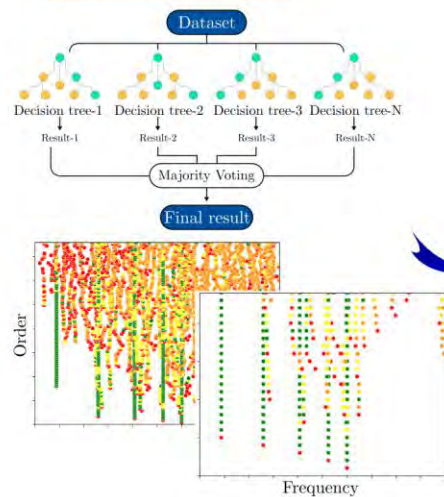 Dataset
Decision tree-1 Decision tree-2 Decision tree-3 Decision tree-N
Result-1 Result-2 Result-3 Result-N
Majority Voting
Final result
Order
Frequency